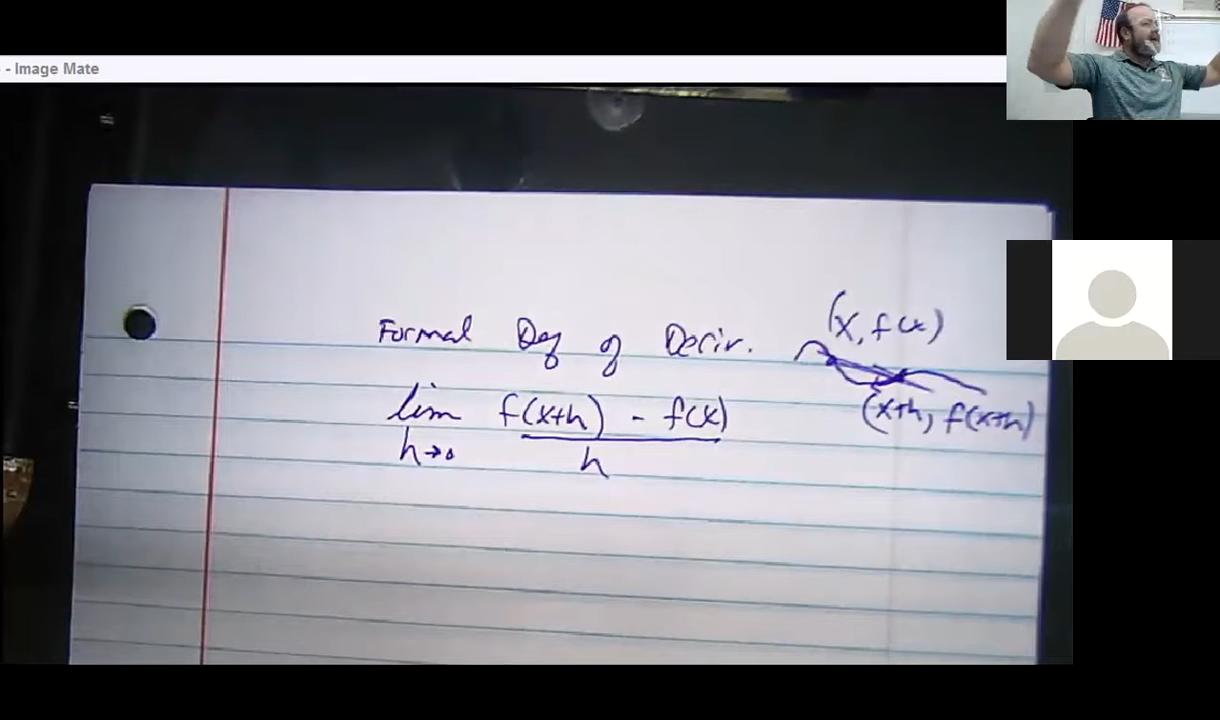 - Image Mate
Formal Def of Deriv.
(x, f(x)
lim f(x+h) - f(x)
h→0 h
(x+h, f(x+h)